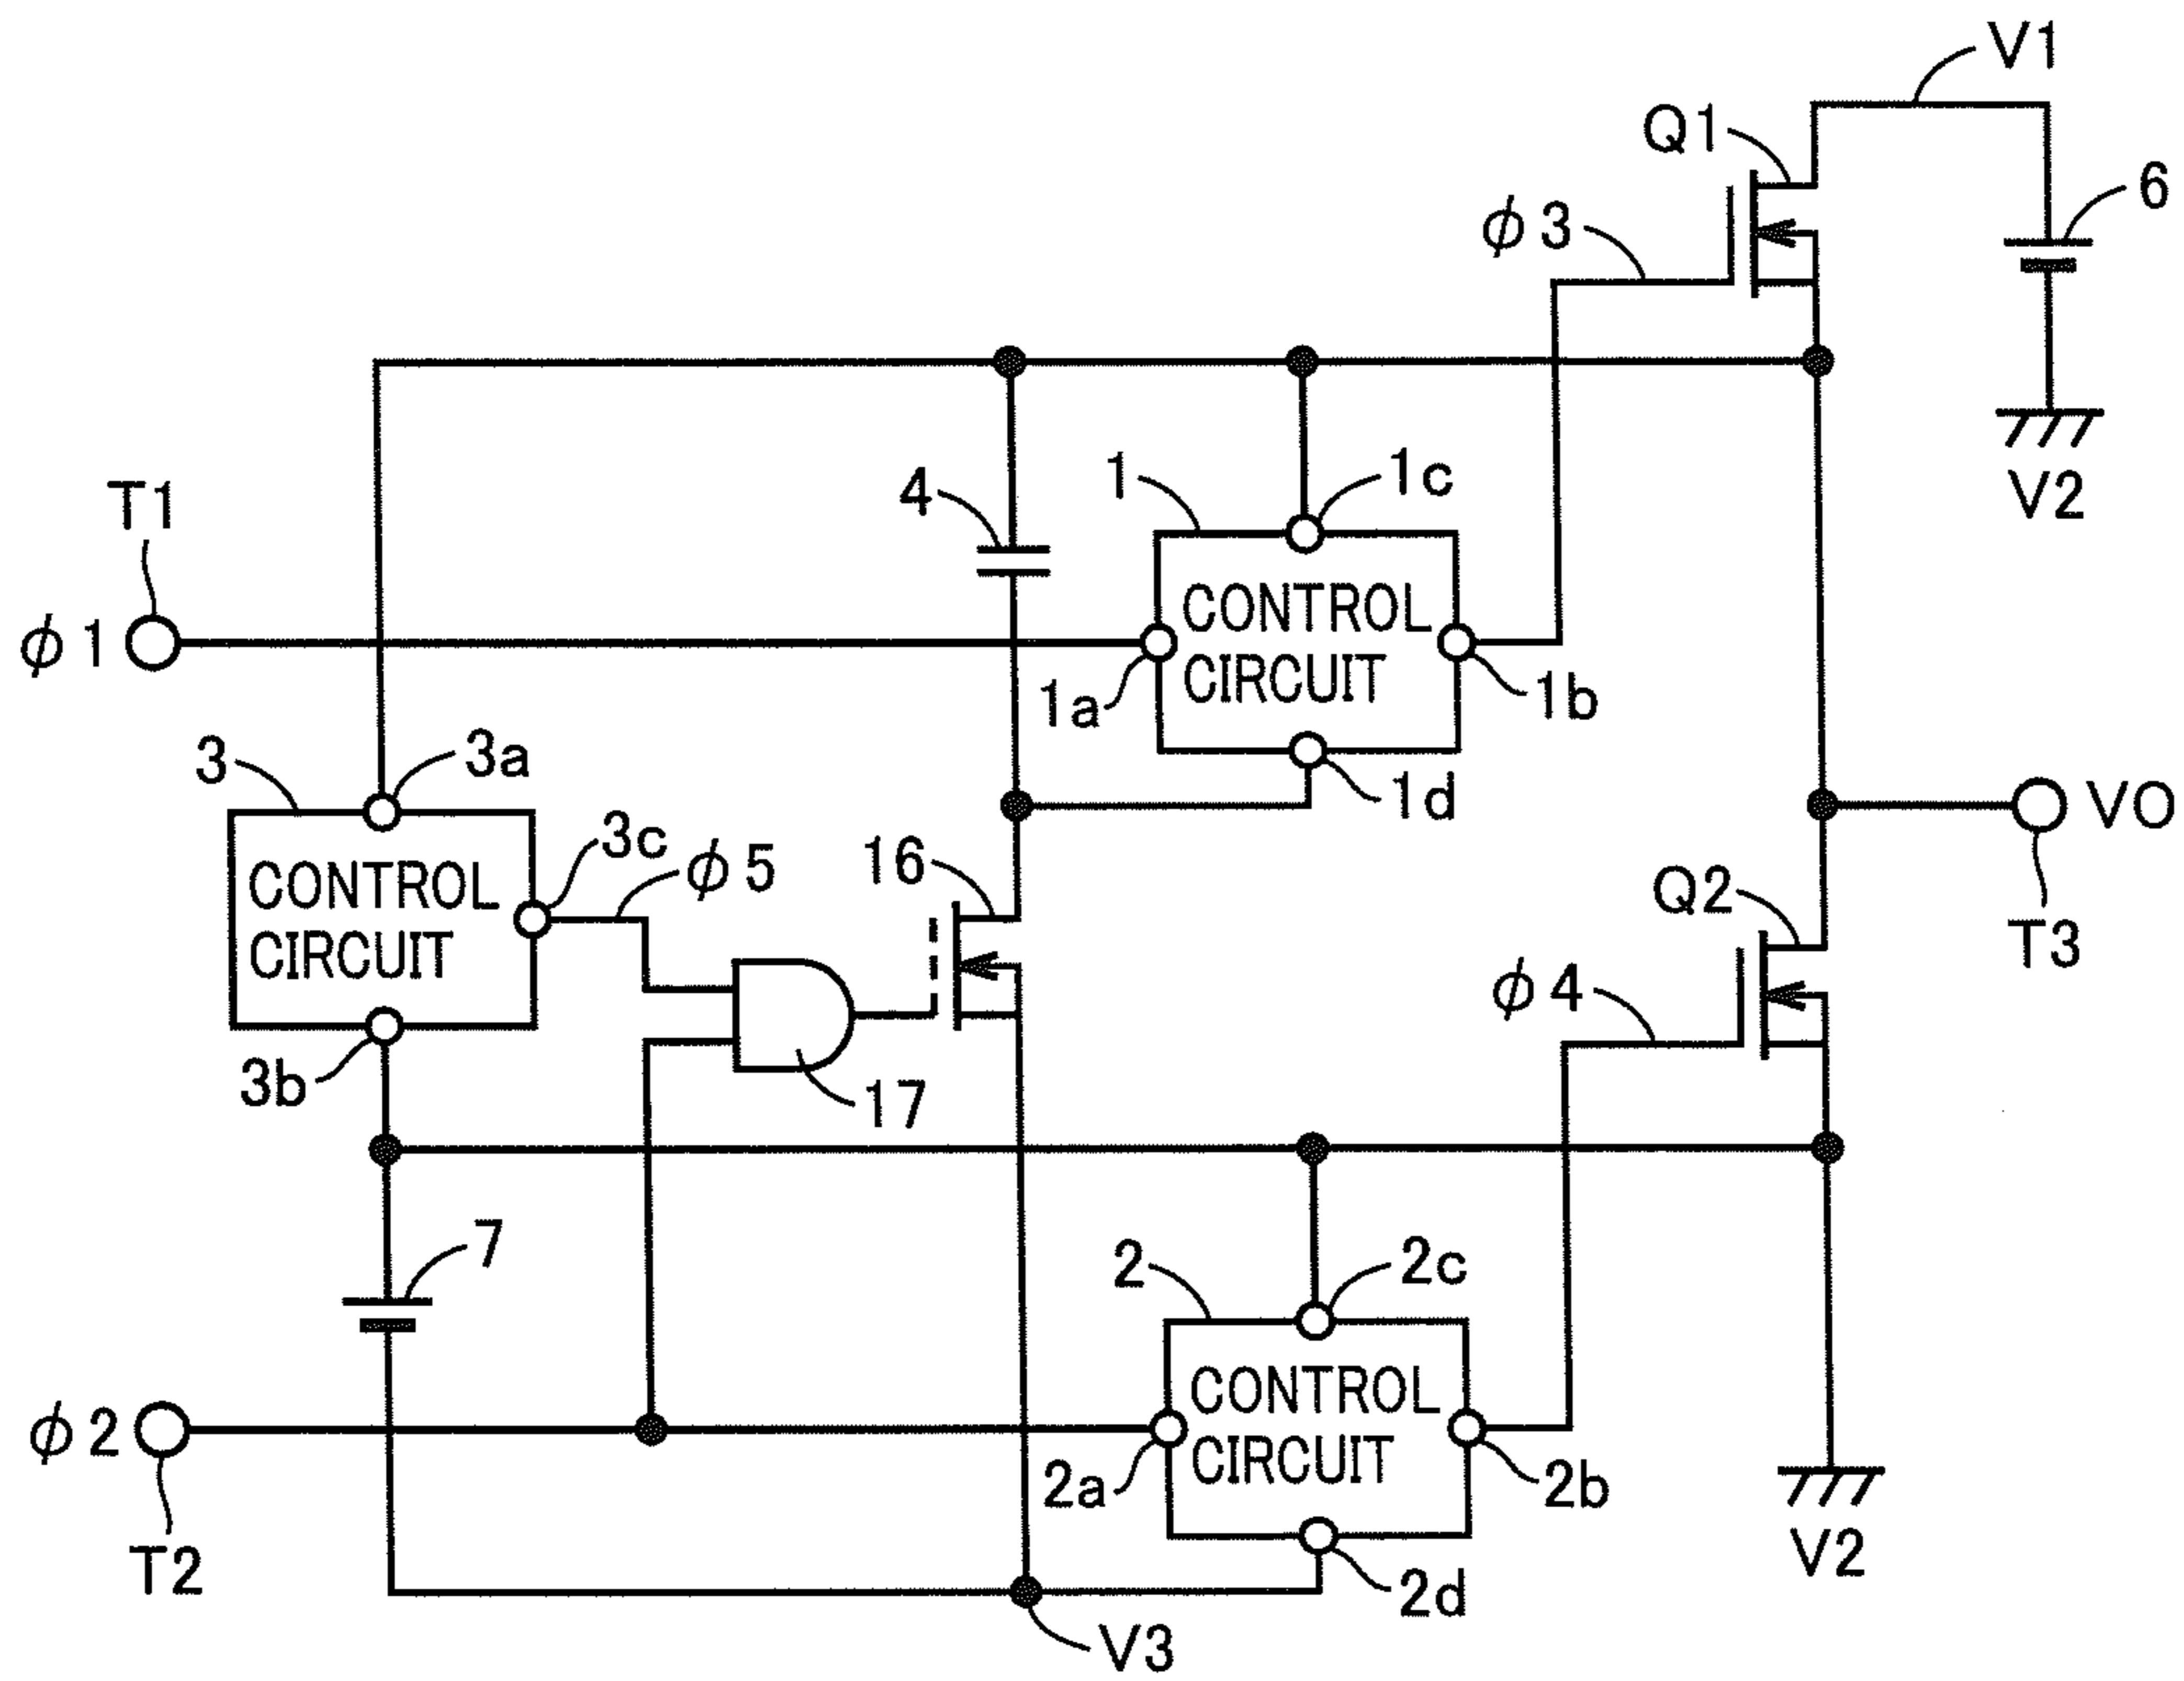 V1
Q1
6
φ3
V2
4
1
1c
T1
φ1
CONTROL
CIRCUIT
1a
1b
1d
3
3a
3c
φ5
16
VO
T3
CONTROL
CIRCUIT
Q2
φ4
3b
17
7
2
2c
CONTROL
CIRCUIT
φ2
2a
2b
T2
V2
2d
V3